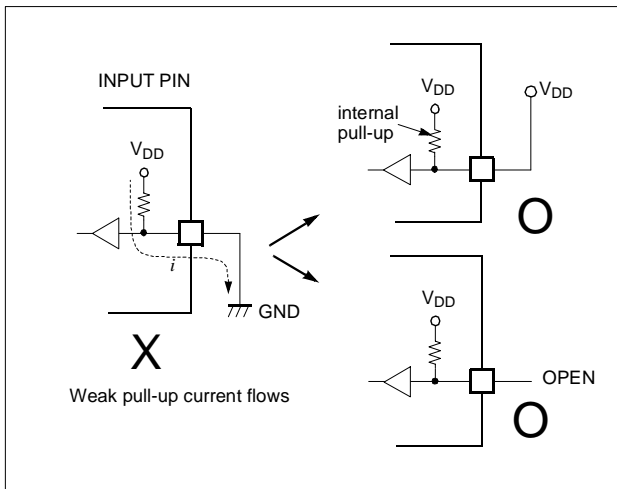 INPUT PIN
VDD
i
GND
X
Weak pull-up current flows
VDD
internal
pull-up
VDD
O
VDD
OPEN
O